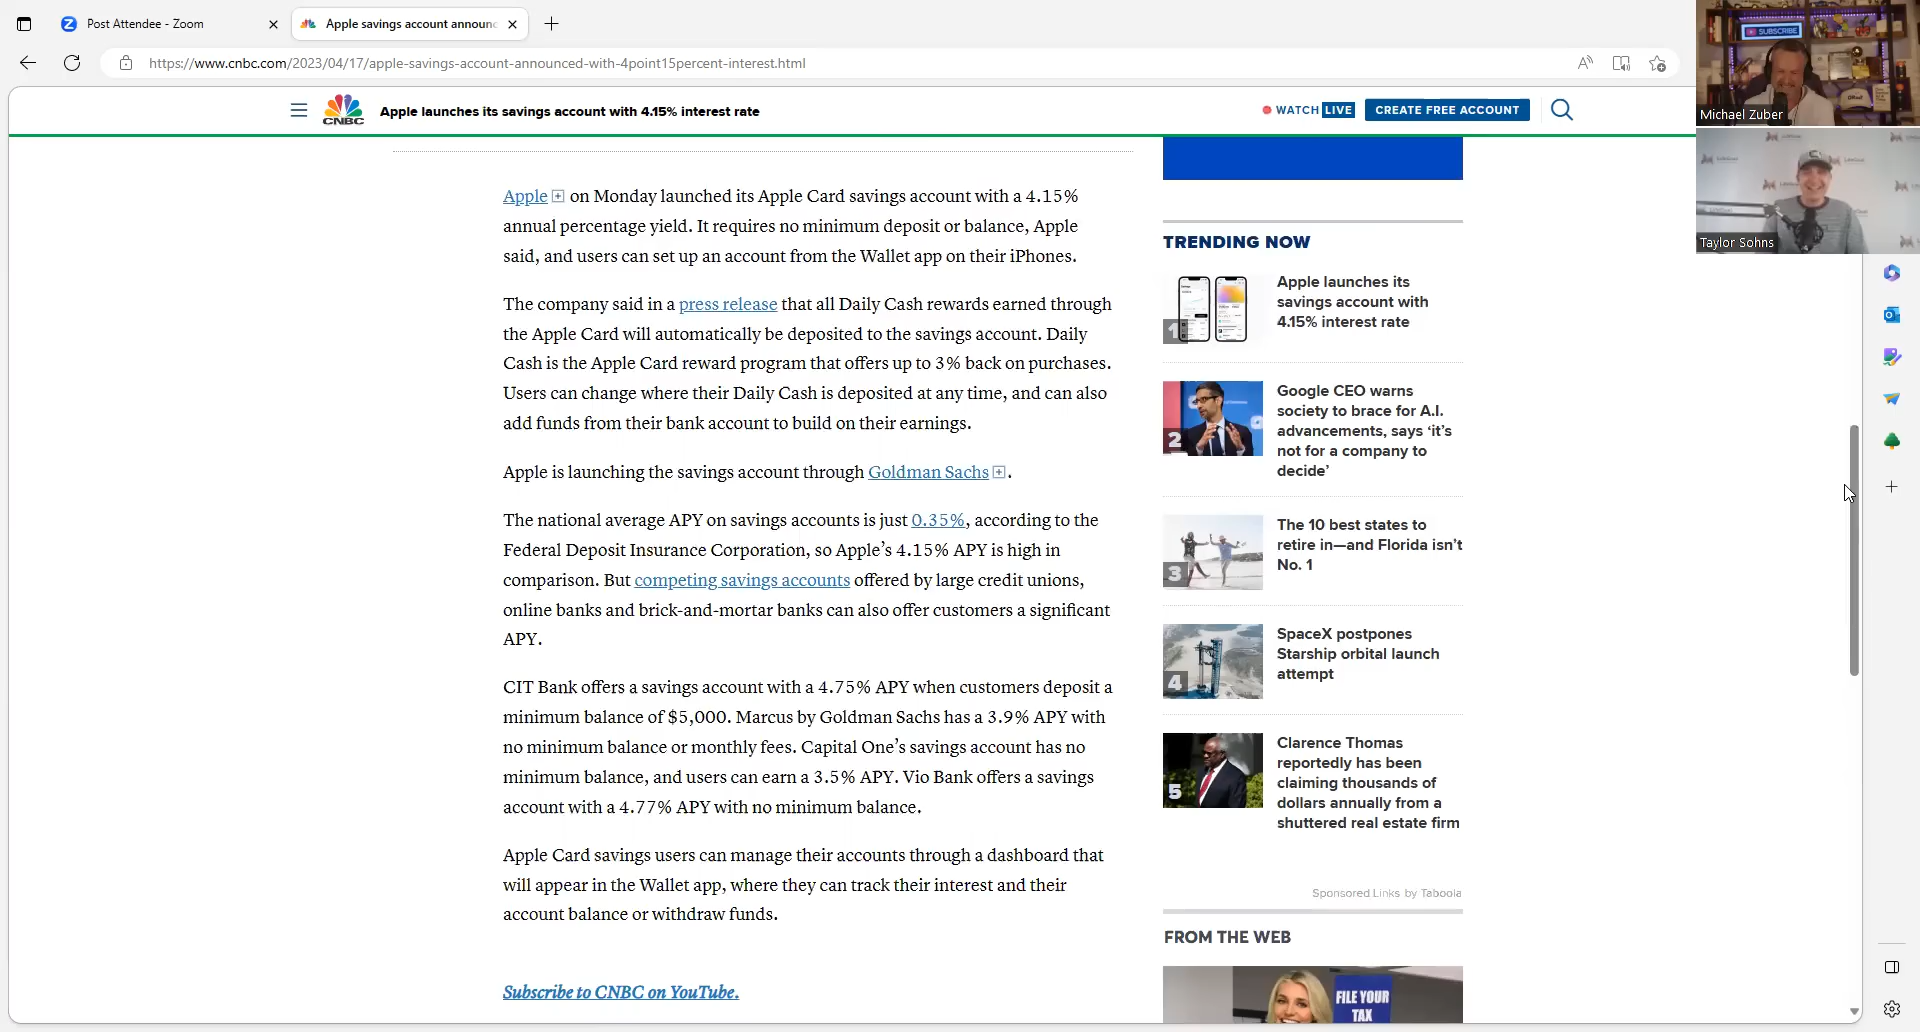 Post Attendee - Zoom
Apple savings account announc
https://www.cnbc.com/2023/04/17/apple-savings-account-announced-with-4point15percent-interest.html
CNBC
Apple launches its savings account with 4.15% interest rate
WATCH LIVE
CREATE FREE ACCOUNT
SUBSCRIBE
Michael Zuber
Taylor Sohns
Apple on Monday launched its Apple Card savings account with a 4.15%
annual percentage yield. It requires no minimum deposit or balance, Apple
said, and users can set up an account from the Wallet app on their iPhones.
The company said in a press release that all Daily Cash rewards earned through
the Apple Card will automatically be deposited to the savings account. Daily
Cash is the Apple Card reward program that offers up to 3% back on purchases.
Users can change where their Daily Cash is deposited at any time, and can also
add funds from their bank account to build on their earnings.
Apple is launching the savings account through Goldman Sachs.
The national average APY on savings accounts is just 0.35%, according to the
Federal Deposit Insurance Corporation, so Apple’s 4.15% APY is high in
comparison. But competing savings accounts offered by large credit unions,
online banks and brick-and-mortar banks can also offer customers a significant
APY.
CIT Bank offers a savings account with a 4.75% APY when customers deposit a
minimum balance of $5,000. Marcus by Goldman Sachs has a 3.9% APY with
no minimum balance or monthly fees. Capital One’s savings account has no
minimum balance, and users can earn a 3.5% APY. Vio Bank offers a savings
account with a 4.77% APY with no minimum balance.
Apple Card savings users can manage their accounts through a dashboard that
will appear in the Wallet app, where they can track their interest and their
account balance or withdraw funds.
Subscribe to CNBC on YouTube.
TRENDING NOW
1
Apple launches its
savings account with
4.15% interest rate
2
Google CEO warns
society to brace for A.I.
advancements, says ‘it’s
not for a company to
decide’
3
The 10 best states to
retire in—and Florida isn’t
No. 1
4
SpaceX postpones
Starship orbital launch
attempt
5
Clarence Thomas
reportedly has been
claiming thousands of
dollars annually from a
shuttered real estate firm
Sponsored Links by Taboola
FROM THE WEB
FILE YOUR
TAX